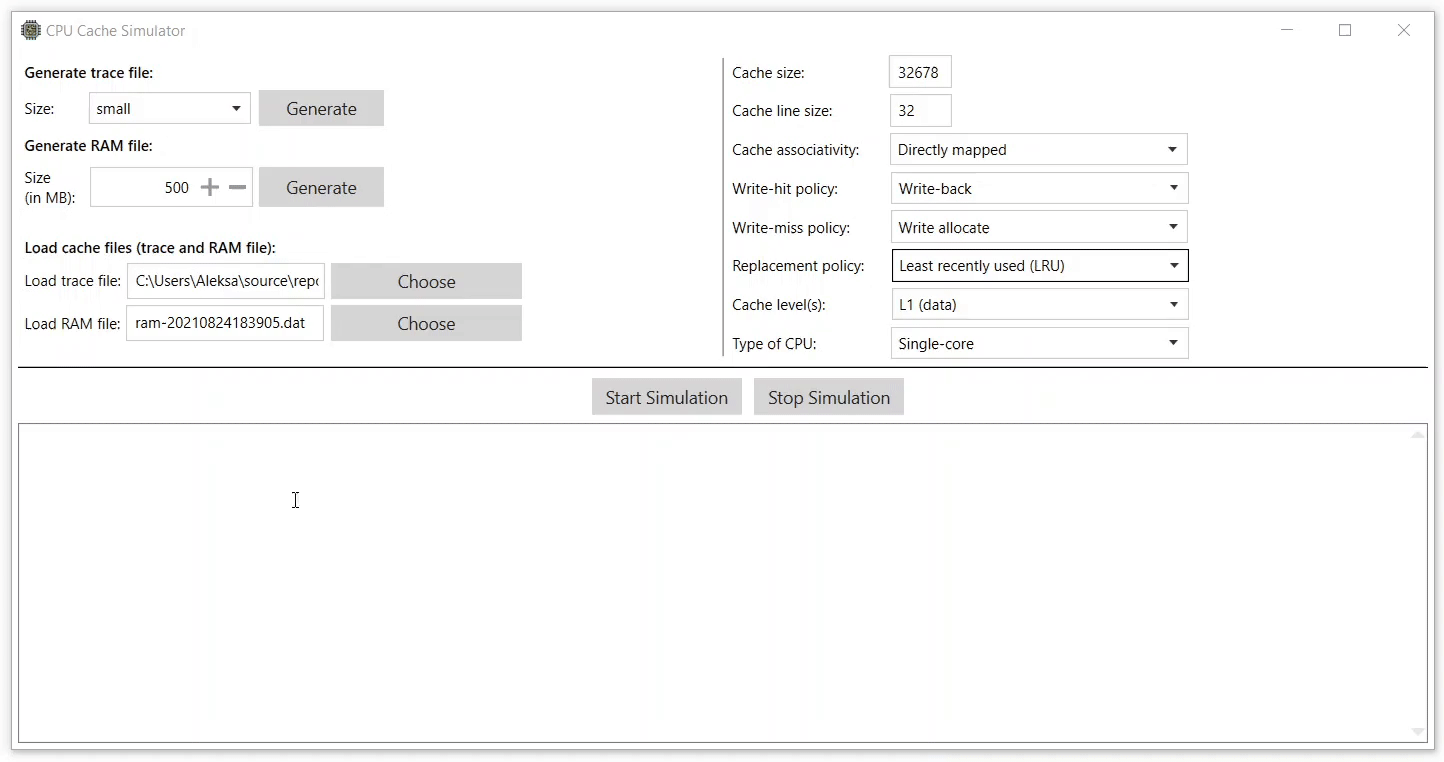 CPU Cache Simulator
Generate trace file:
Size:
small
Generate
Generate RAM file:
Size
(in MB):
500
Generate
Load cache files (trace and RAM file):
Load trace file:
C:\Users\Aleksa\source\repo
Choose
Load RAM file:
ram-20210824183905.dat
Choose
Cache size:
32678
Cache line size:
32
Cache associativity:
Directly mapped
Write-hit policy:
Write-back
Write-miss policy:
Write allocate
Replacement policy:
Least recently used (LRU)
Cache level(s):
L1 (data)
Type of CPU:
Single-core
Start Simulation
Stop Simulation